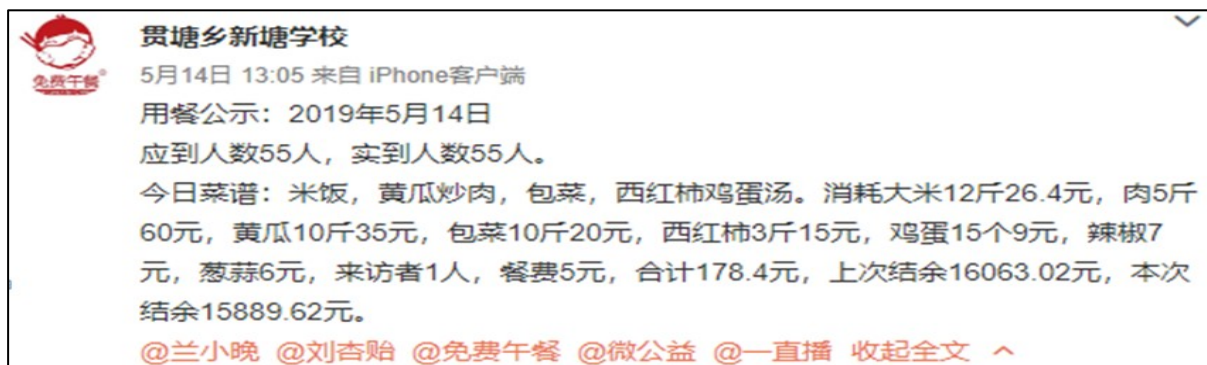 免费午餐®
贯塘乡新塘学校
5月14日 13:05 来自 iPhone客户端
用餐公示：2019年5月14日
应到人数55人，实到人数55人。
今日菜谱：米饭，黄瓜炒肉，包菜，西红柿鸡蛋汤。消耗大米12斤26.4元，肉5斤
60元，黄瓜10斤35元，包菜10斤20元，西红柿3斤15元，鸡蛋15个9元，辣椒7
元，葱蒜6元，来访者1人，餐费5元，合计178.4元，上次结余16063.02元，本次
结余15889.62元。
@兰小晚 @刘杏贻 @免费午餐 @微公益 @一直播 收起全文